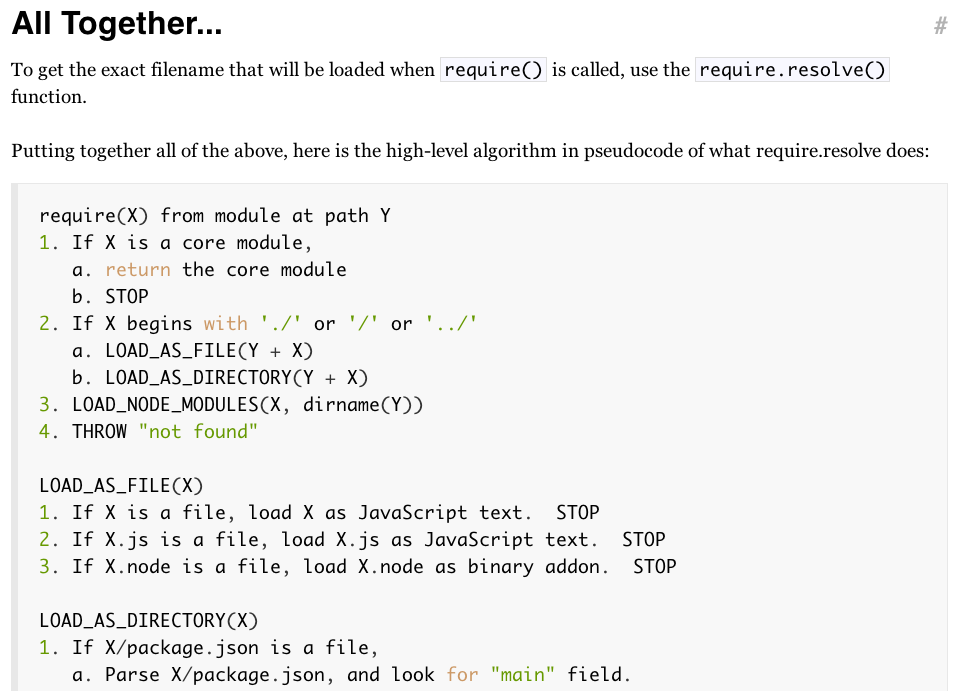 All Together...
#
To get the exact filename that will be loaded when require() is called, use the require.resolve()
function.
Putting together all of the above, here is the high-level algorithm in pseudocode of what require.resolve does:
require(X) from module at path Y
1. If X is a core module,
   a. return the core module
   b. STOP
2. If X begins with './' or '/' or '../'
   a. LOAD_AS_FILE(Y + X)
   b. LOAD_AS_DIRECTORY(Y + X)
3. LOAD_NODE_MODULES(X, dirname(Y))
4. THROW "not found"
LOAD_AS_FILE(X)
1. If X is a file, load X as JavaScript text.  STOP
2. If X.js is a file, load X.js as JavaScript text.  STOP
3. If X.node is a file, load X.node as binary addon.  STOP
LOAD_AS_DIRECTORY(X)
1. If X/package.json is a file,
   a. Parse X/package.json, and look for "main" field.